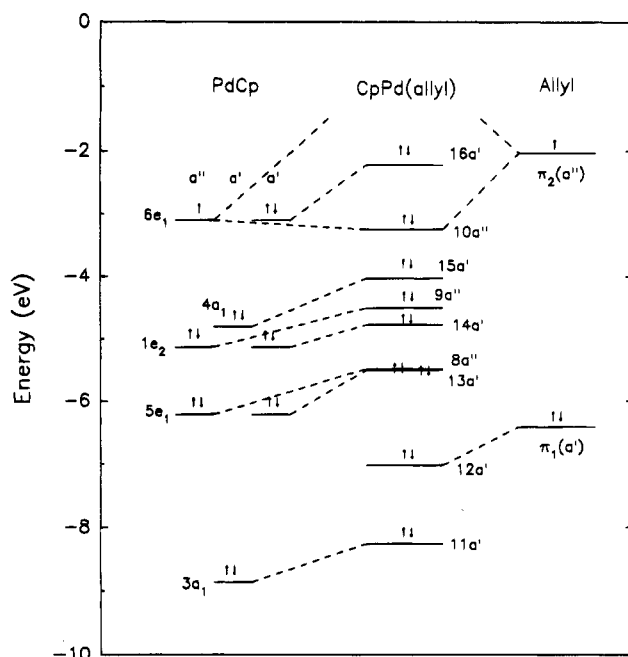 0
PdCp
CpPd(allyl)
Allyl
-2
a" a' a'
↑↓
16a'
↑
π₂(a")
6e₁
↑
↑↓
↑↓
10a"
-4
↑↓
15a'
4a₁
↑↓
↑↓
9a"
1e₂
↑↓
↑↓
↑↓
14a'
8a"
↑↓ ↑↓
13a'
-6
5e₁
↑↓
↑↓
↑↓
π₁(a')
↑↓
12a'
-8
↑↓
11a'
↑↓
3a₁
-10
Energy (eV)